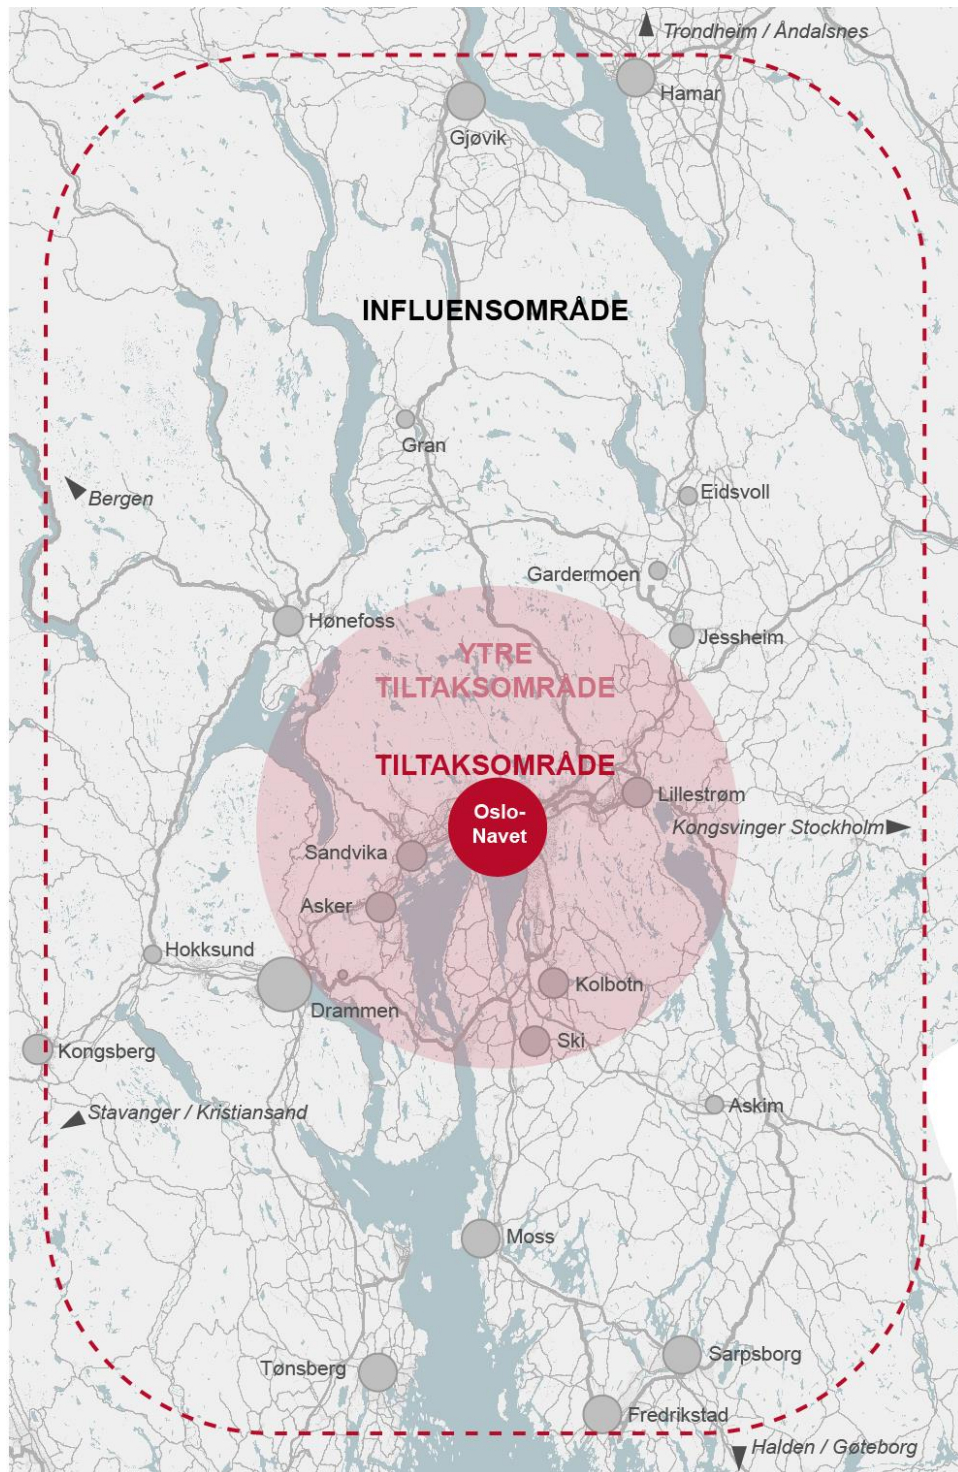 Trondheim / Åndalsnes
Hamar
Gjøvik
INFLUENSOMRÅDE
Gran
Bergen
Eidsvoll
Gardermoen
Hønefoss
Jessheim
YTRE
TILTAKSOMRÅDE
TILTAKSOMRÅDE
Lillestrøm
Oslo-
Navet
Kongsvinger Stockholm
Sandvika
Asker
Hokksund
Kolbotn
Drammen
Ski
Kongsberg
Askim
Stavanger / Kristiansand
Moss
Sarpsborg
Tønsberg
Fredrikstad
Halden / Gøteborg